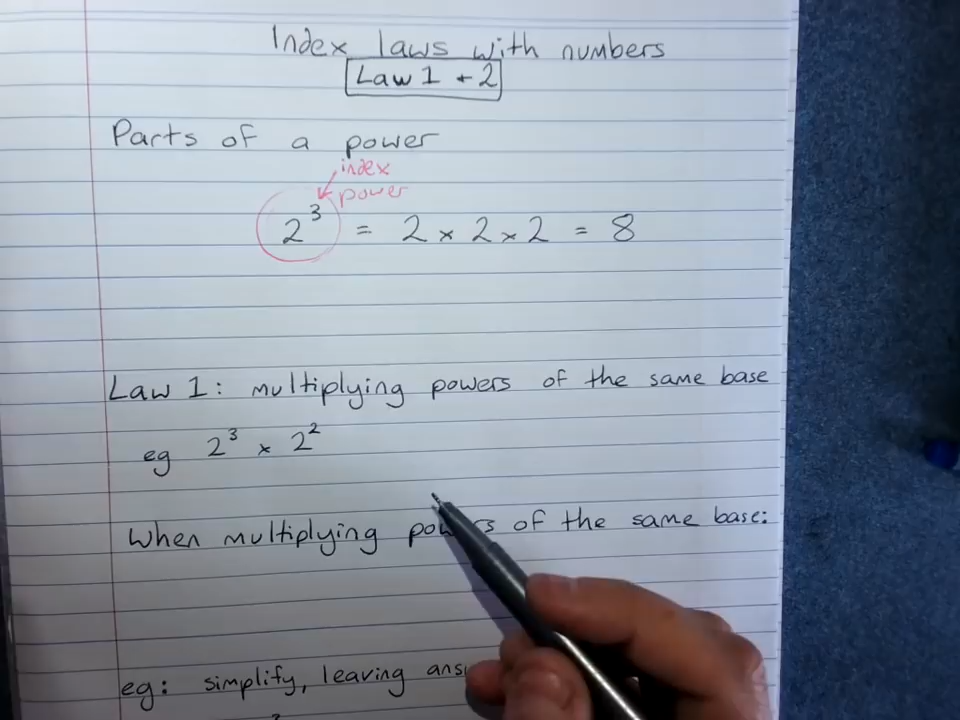 Index laws with numbers
Law 1 + 2
Parts of a power
index
power
2³ = 2 × 2 × 2 = 8
Law 1: multiplying powers of the same base
eg 2³ × 2²
When multiplying powers of the same base:
eg: simplify, leaving